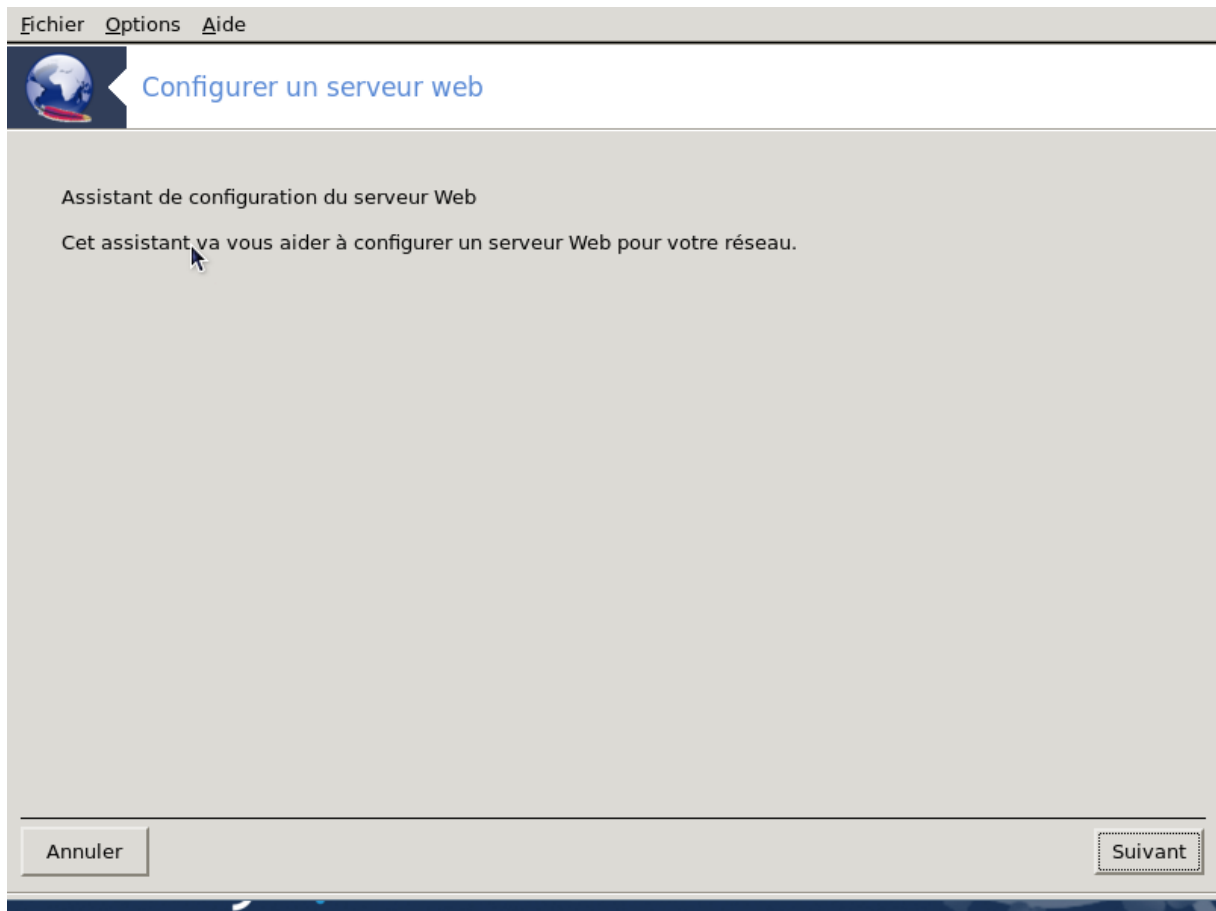 Fichier Options Aide
Configurer un serveur web
Assistant de configuration du serveur Web
Cet assistant va vous aider à configurer un serveur Web pour votre réseau.
Annuler Suivant